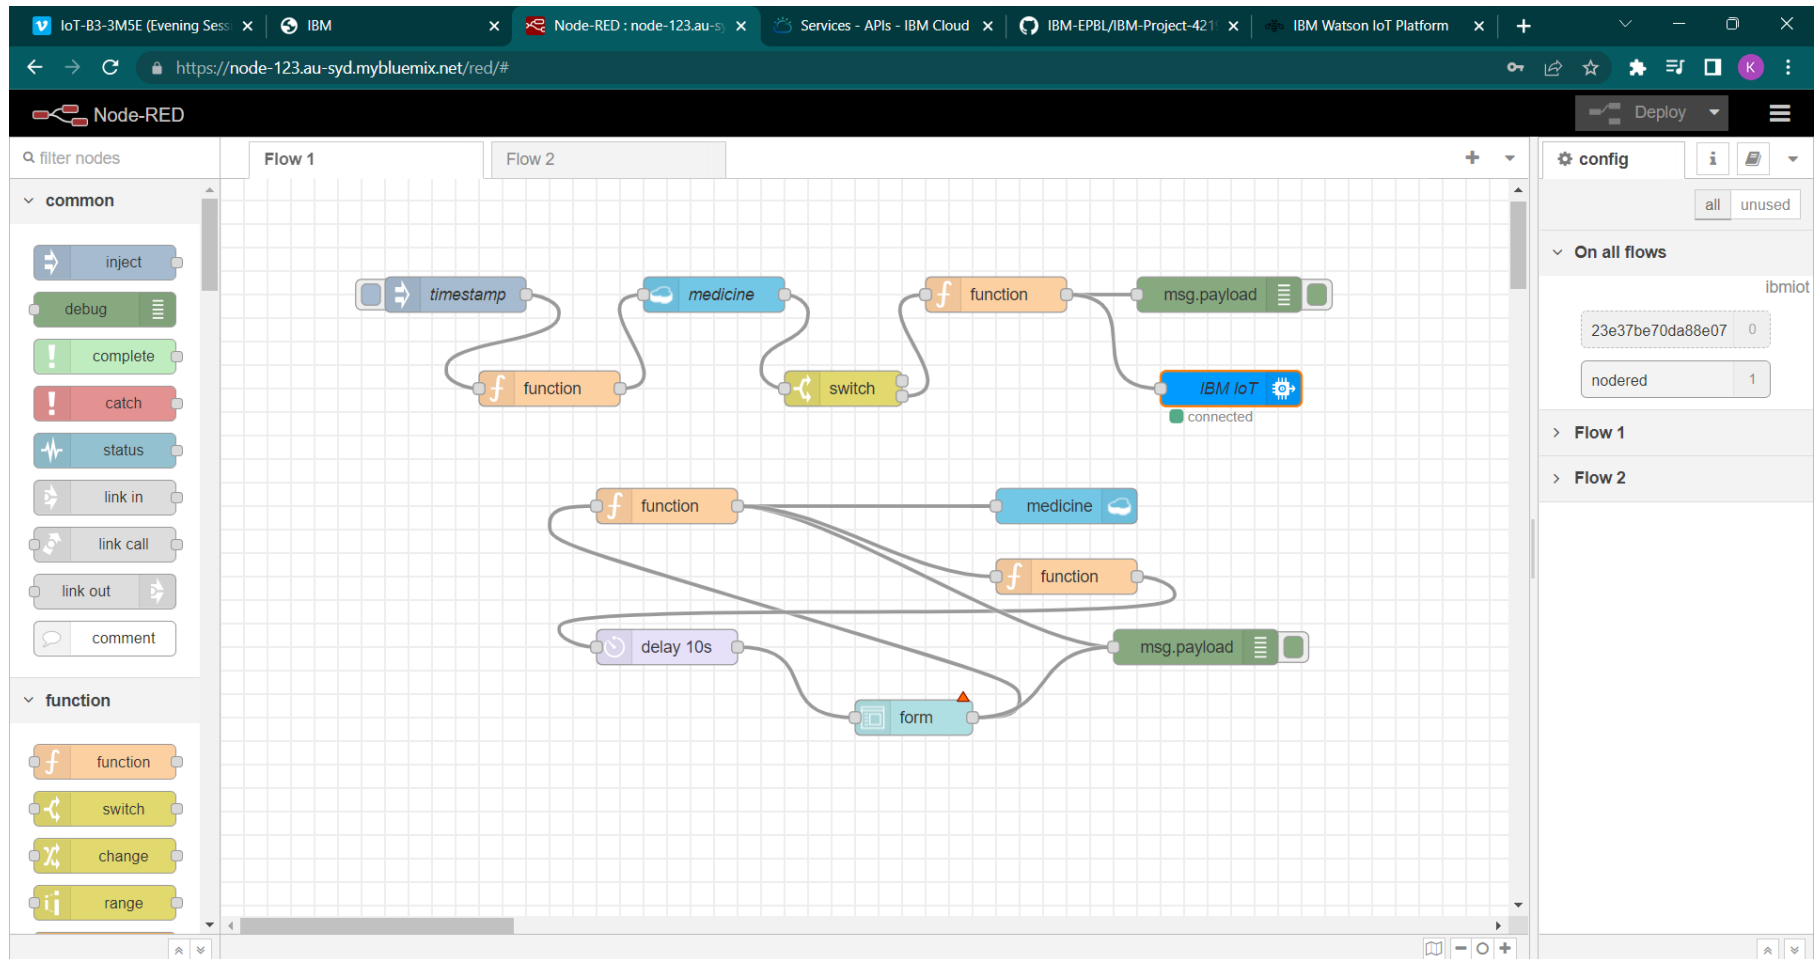 IoT-B3-3M5E (Evening Sess
IBM
Node-RED : node-123.au-sy
Services - APIs - IBM Cloud
IBM-EPBL/IBM-Project-421
IBM Watson IoT Platform
https://node-123.au-syd.mybluemix.net/red/#
K
Node-RED
Deploy
filter nodes
Flow 1
Flow 2
config
i
common
all
unused
inject
debug
complete
catch
status
link in
link call
link out
comment
function
function
switch
change
range
timestamp
medicine
function
msg.payload
function
switch
IBM IoT
connected
function
medicine
function
delay 10s
msg.payload
form
On all flows
ibmiot
23e37be70da88e07 0
nodered 1
Flow 1
Flow 2